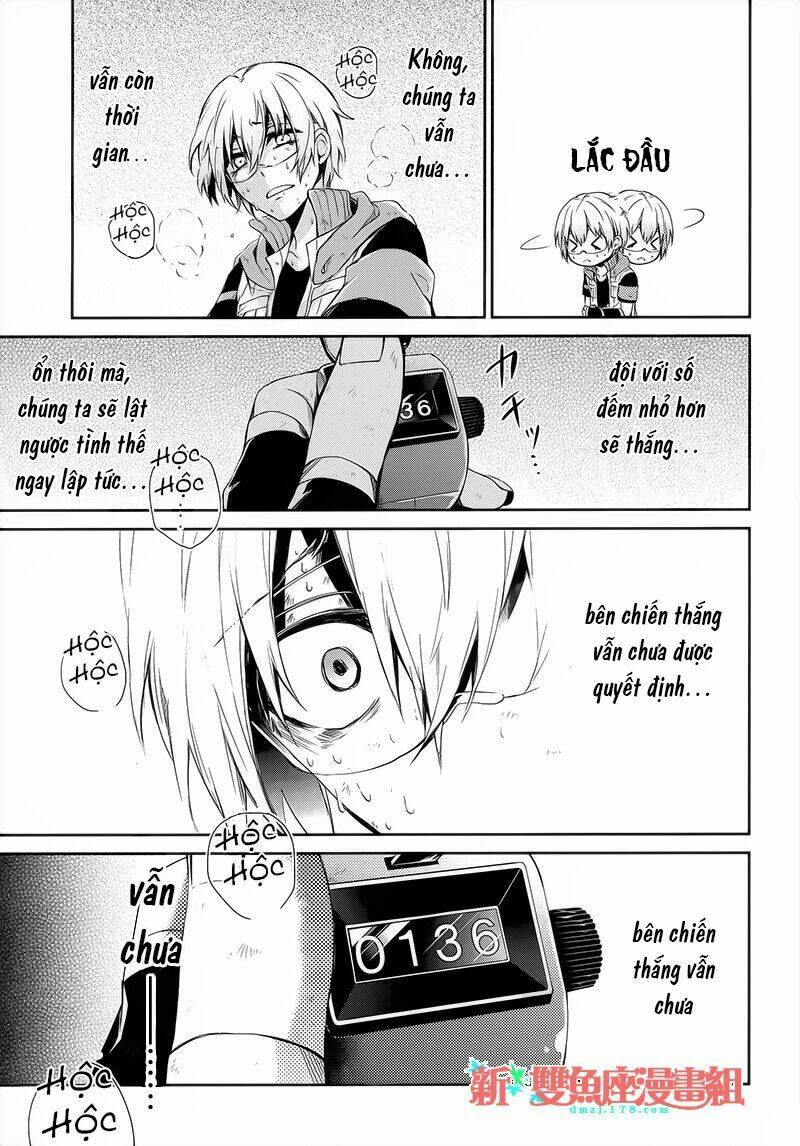 LẮC ĐẦU
Không,
chúng ta
vẫn
chưa...
HỘC
HỘC
vẫn còn
thời
gian...
HỘC
HỘC
đội với số
đếm nhỏ hơn
sẽ thắng...
カチッ
36
ổn thôi mà,
chúng ta sẽ lật
ngược tình thế
ngay lập tức...
HỘC
HỘC
bên chiến thắng
vẫn chưa được
quyết định...
HỘC
HỘC
HỘC
HỘC
bên chiến
thắng vẫn
chưa
0136
vẫn
chưa
......
HỘC
HỘC
新·雙魚座漫畫組
dmzj.178.com